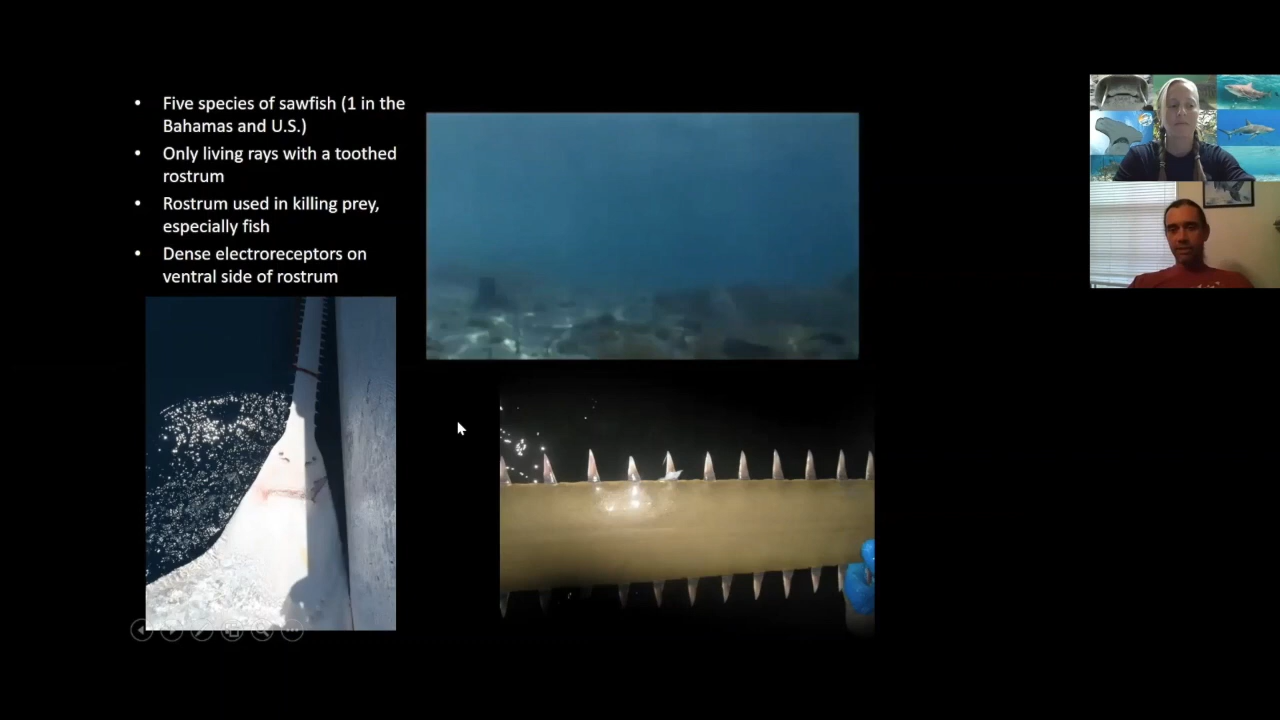 • Five species of sawfish (1 in the
Bahamas and U.S.)
• Only living rays with a toothed
rostrum
• Rostrum used in killing prey,
especially fish
• Dense electroreceptors on
ventral side of rostrum